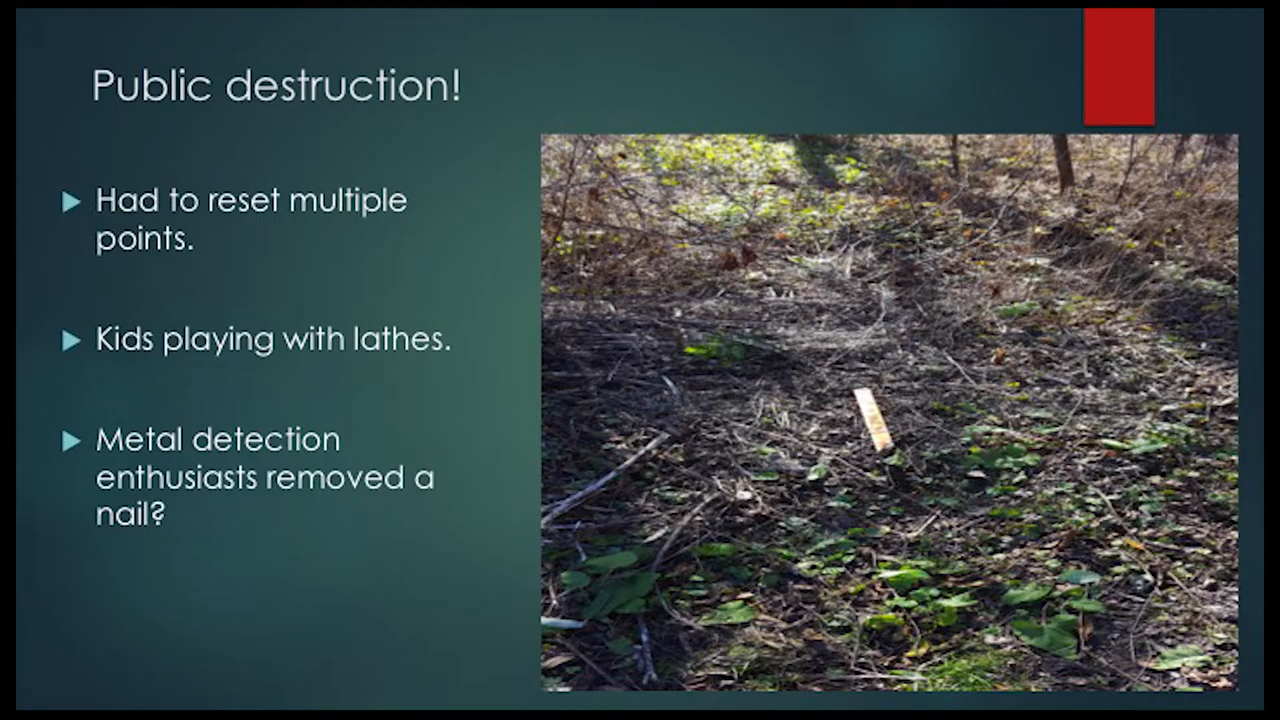 Public destruction!
Had to reset multiple
points.
Kids playing with lathes.
Metal detection
enthusiasts removed a
nail?